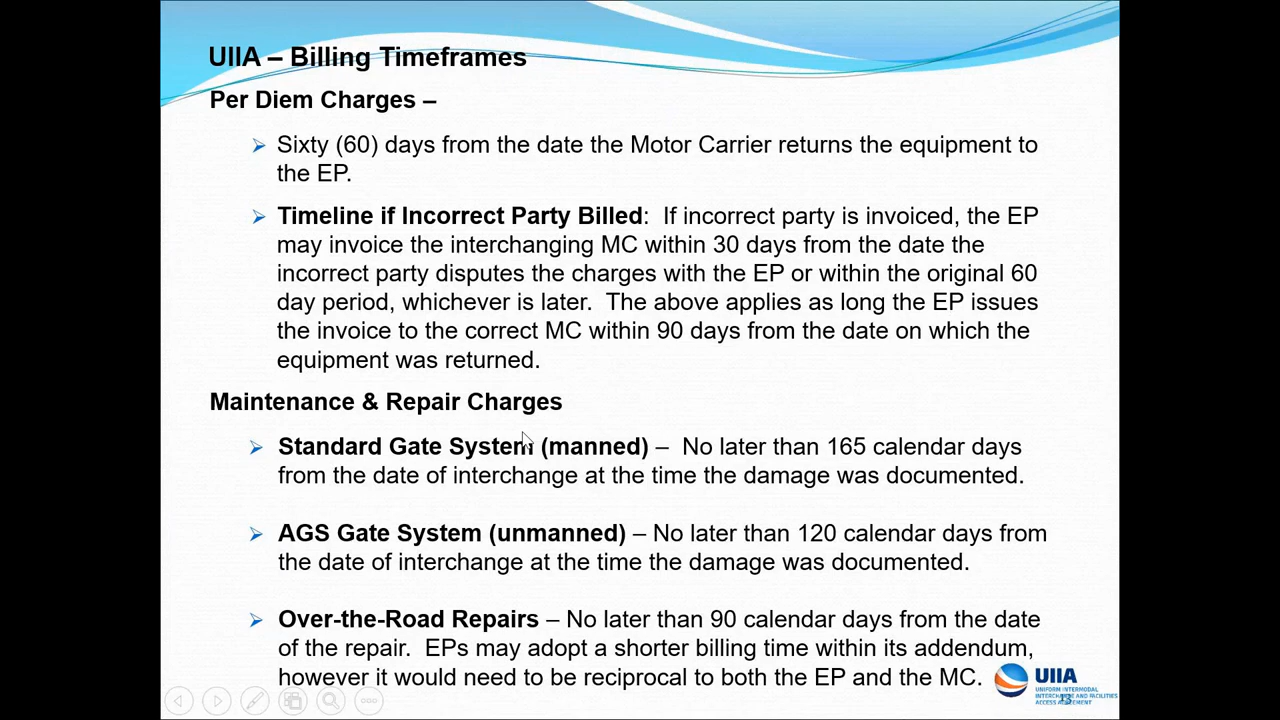 UIIA – Billing Timeframes
Per Diem Charges –
Sixty (60) days from the date the Motor Carrier returns the equipment to
the EP.
Timeline if Incorrect Party Billed:  If incorrect party is invoiced, the EP
may invoice the interchanging MC within 30 days from the date the
incorrect party disputes the charges with the EP or within the original 60
day period, whichever is later.  The above applies as long the EP issues
the invoice to the correct MC within 90 days from the date on which the
equipment was returned.
Maintenance & Repair Charges
Standard Gate System (manned) –  No later than 165 calendar days
from the date of interchange at the time the damage was documented.
AGS Gate System (unmanned) – No later than 120 calendar days from
the date of interchange at the time the damage was documented.
Over-the-Road Repairs – No later than 90 calendar days from the date
of the repair.  EPs may adopt a shorter billing time within its addendum,
however it would need to be reciprocal to both the EP and the MC.
UIIA
UNIFORM INTERMODAL
INTERCHANGE AND FACILITIES
ACCESS AGREEMENT
13